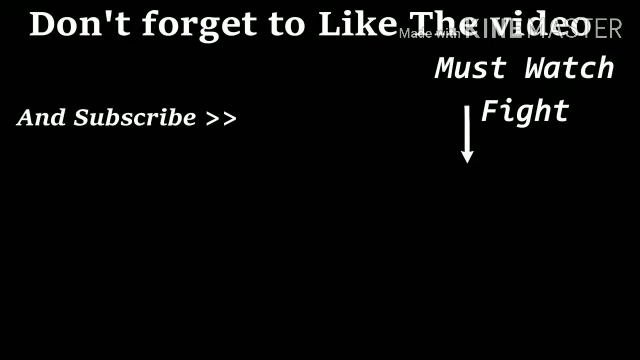 Don't forget to Like The video
Made with KINEMASTER
Must Watch
Fight
And Subscribe >>